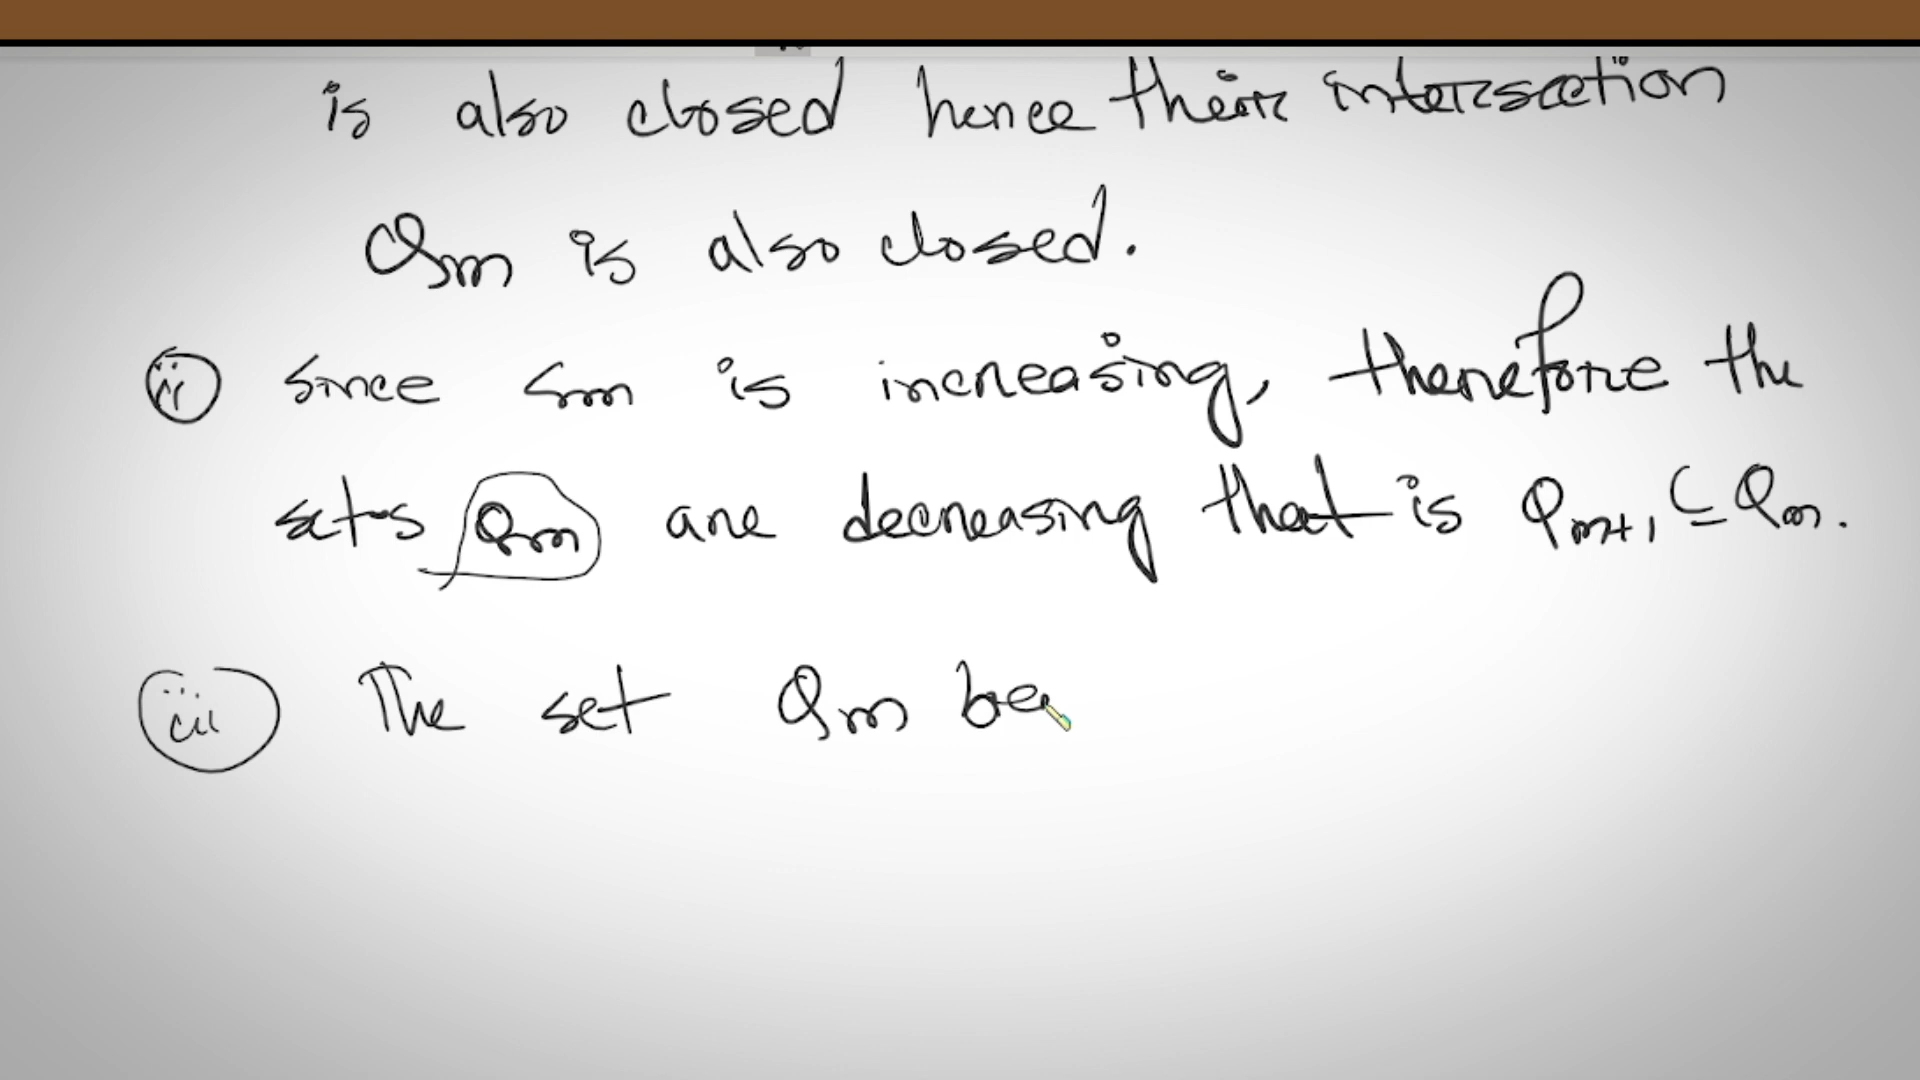 is also closed hence their intersection
Qm is also closed.
ii Since Sm is increasing, therefore the
sets Qm are decreasing that is Qm+1 ⊆ Qm.
iii The set Qm be